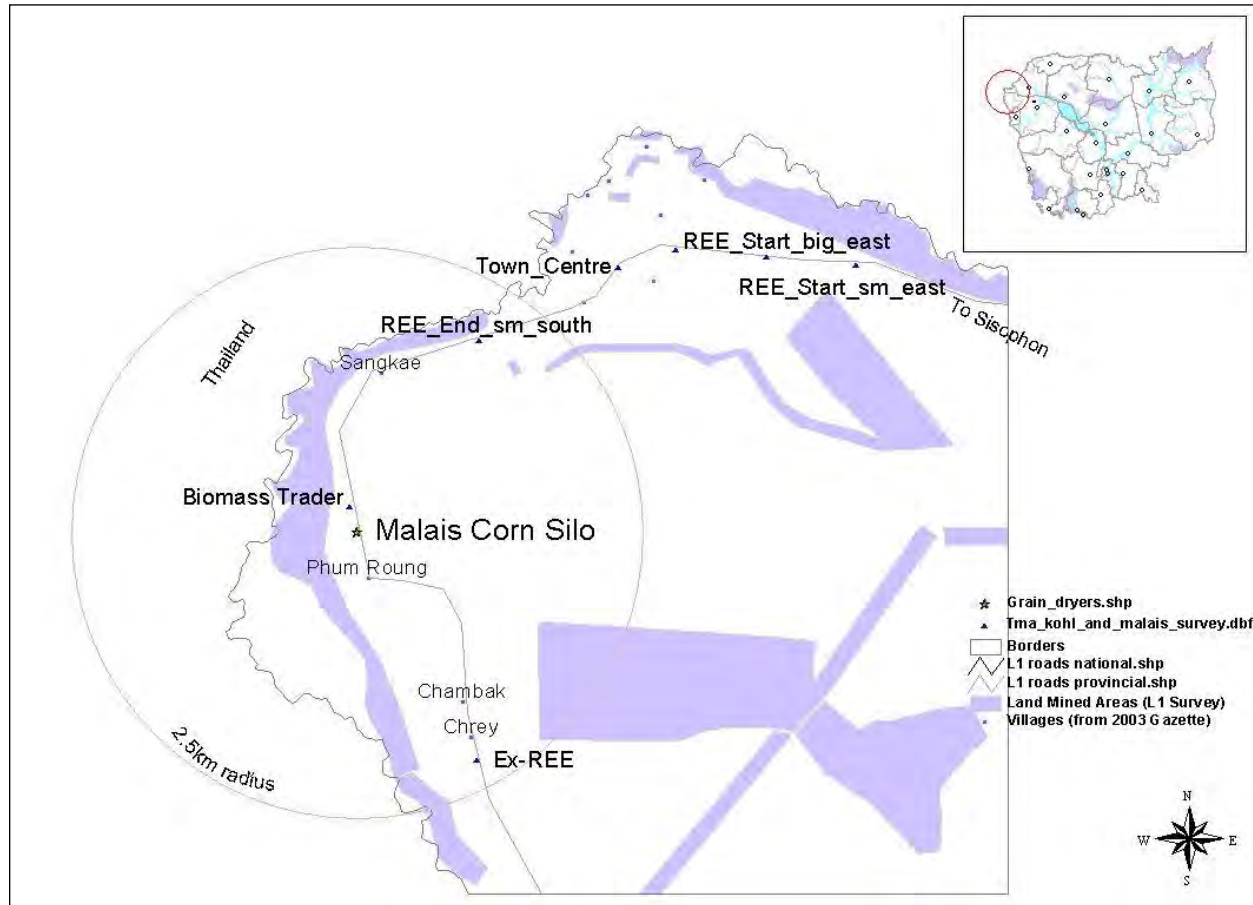 REE_Start_big_east
Town_Centre
REE_Start_sm_east
To Sisophon
REE_End_sm_south
Thailand
Sangkae
Biomass Trader
Malais Corn Silo
Phum Roung
Grain_dryers.shp
Tma_kohl_and_malais_survey.dbf
Borders
L1 roads national.shp
L1 roads provincial.shp
Land Mined Areas (L1 Survey)
Villages (from 2003 Gazette)
Chambak
Chrey
Ex-REE
2.5km radius
N
W E
S